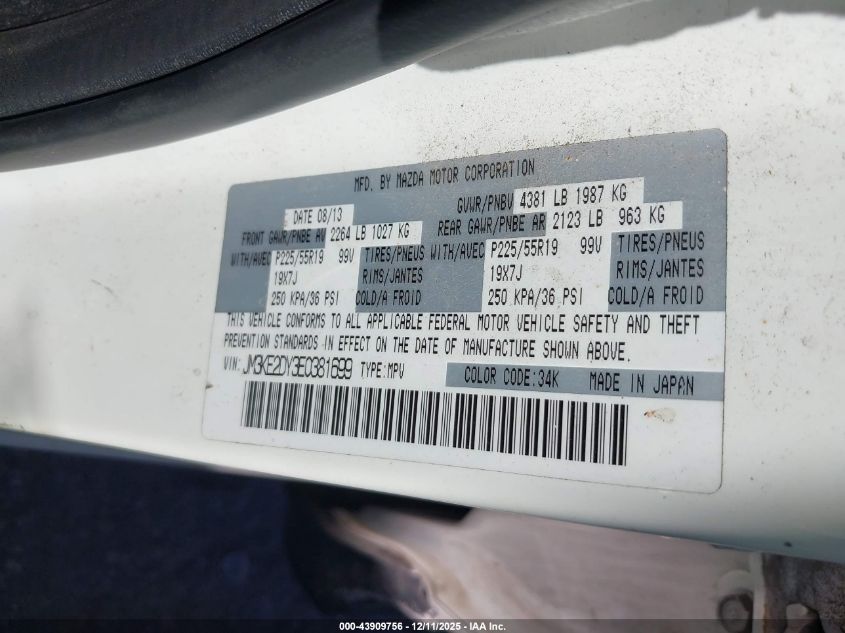 MFD. BY MAZDA MOTOR CORPORATION
DATE 08/13 GVWR/PNBV 4381 LB 1987 KG
FRONT GAWR/PNBE AV 2264 LB 1027 KG REAR GAWR/PNBE AR 2123 LB 963 KG
WITH/AVEC P225/55R19 99V TIRES/PNEUS WITH/AVEC P225/55R19 99V TIRES/PNEUS
19X7J RIMS/JANTES 19X7J RIMS/JANTES
250 KPA/36 PSI COLD/A FROID 250 KPA/36 PSI COLD/A FROID
THIS VEHICLE CONFORMS TO ALL APPLICABLE FEDERAL MOTOR VEHICLE SAFETY AND THEFT
PREVENTION STANDARDS IN EFFECT ON THE DATE OF MANUFACTURE SHOWN ABOVE.
VIN: JM3KE2DY3E0381699 TYPE:MPV COLOR CODE:34K MADE IN JAPAN
000-43909756 - 12/11/2025 - IAA Inc.